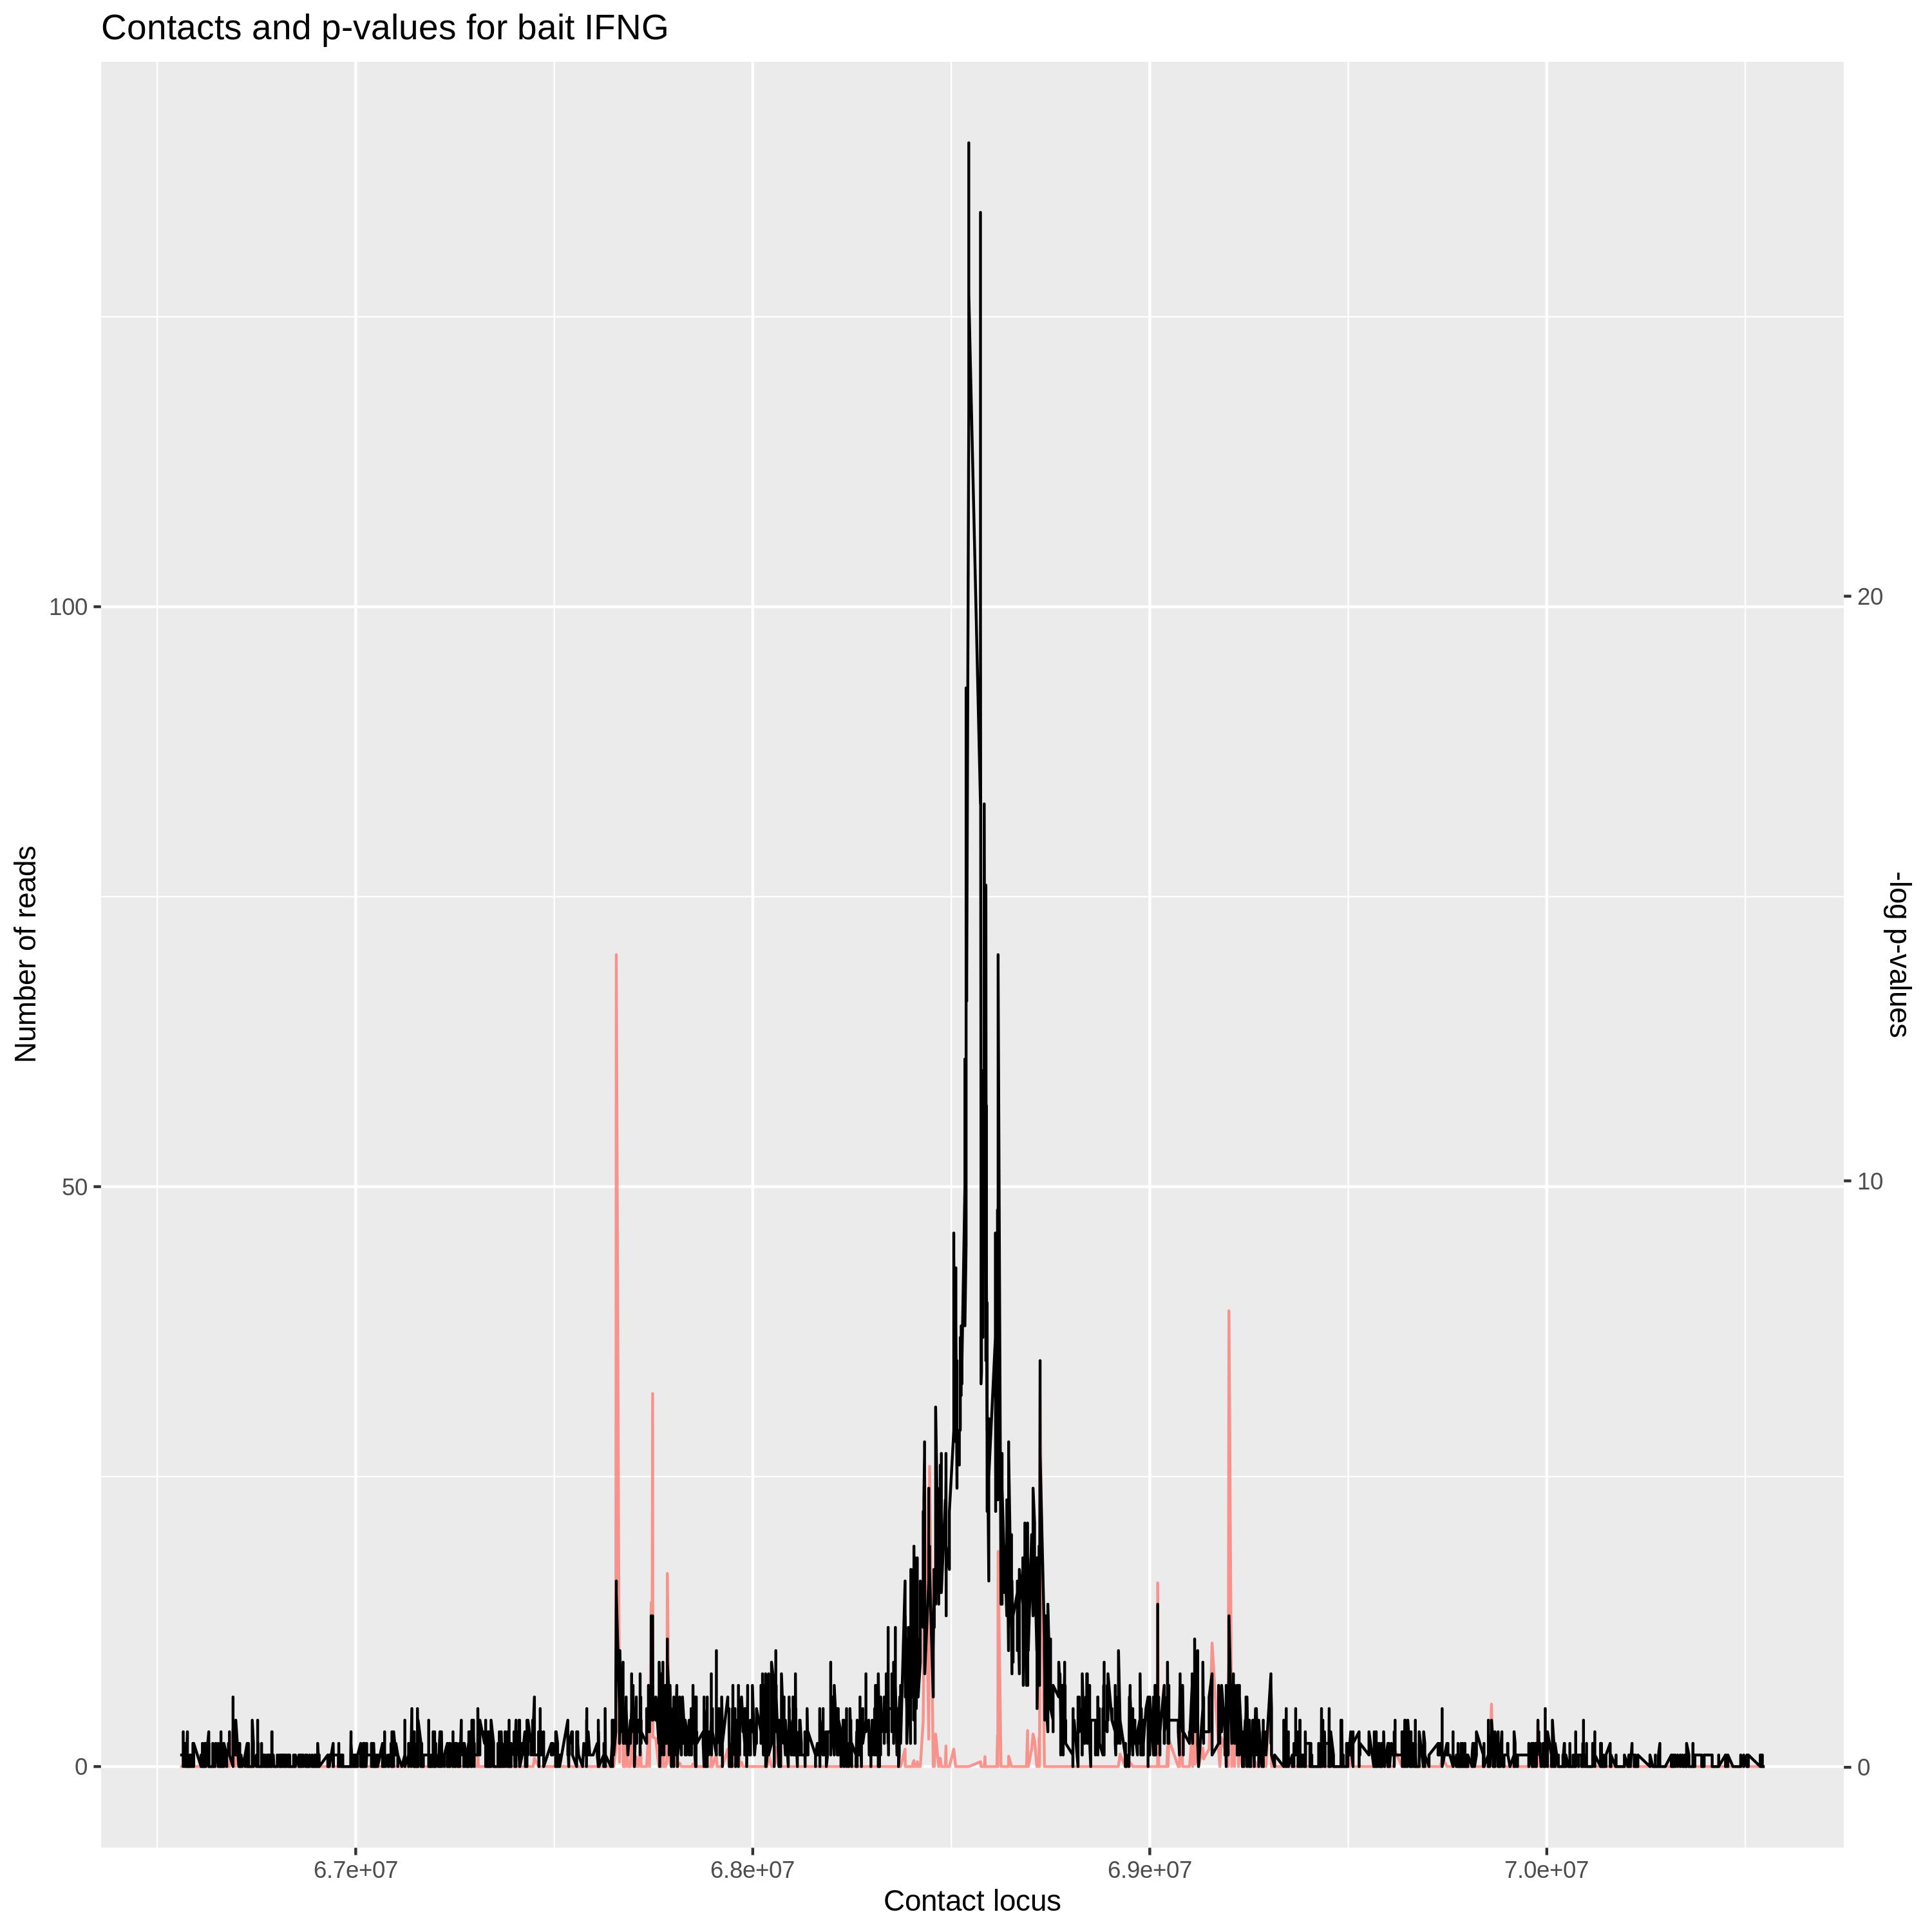 Contacts and p-values for bait IFNG
Number of reads
100
50
0
20
10
0
-log p-values
6.7e+07
6.8e+07
6.9e+07
7.0e+07
Contact locus